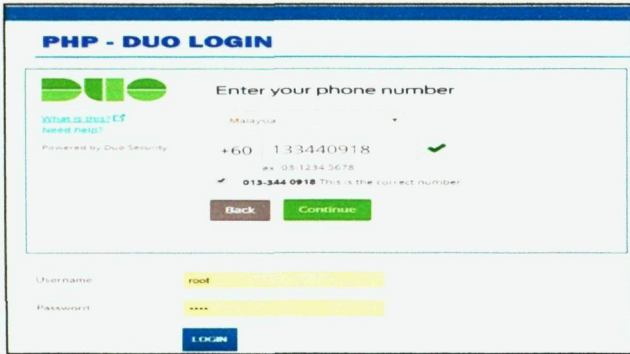 PHP - DUO LOGIN
DUO
Enter your phone number
What is this?
Need help?
Powered by Duo Security
Malaysia
+60 133440918
ex: 03-1234 5678
013-344 0918 This is the correct number
Back Continue
Username root
Password ••••
LOGIN